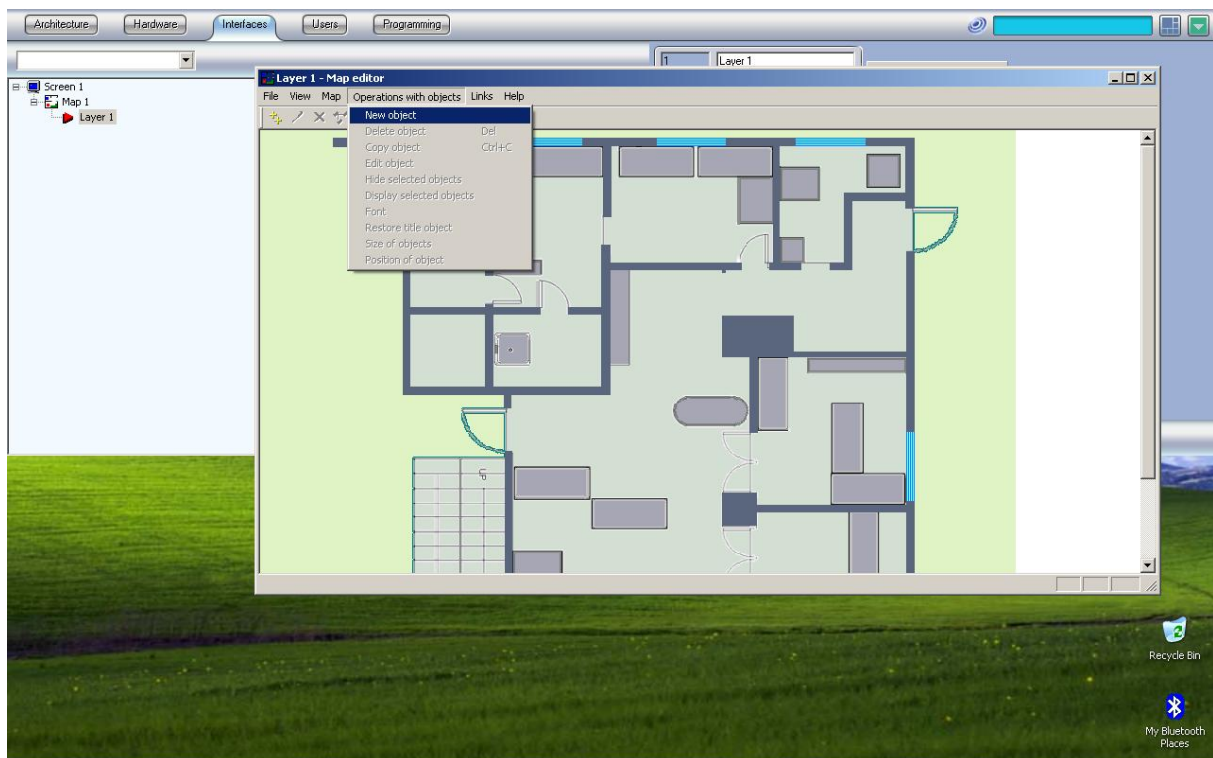 Architecture
Hardware
Interfaces
Users
Programming
1
Layer 1
Screen 1
Map 1
Layer 1
Layer 1 - Map editor
File View Map Operations with objects Links Help
New object
Delete object Del
Copy object Ctrl+C
Edit object
Hide selected objects
Display selected objects
Font
Restore title object
Size of objects
Position of object
Recycle Bin
My Bluetooth
Places